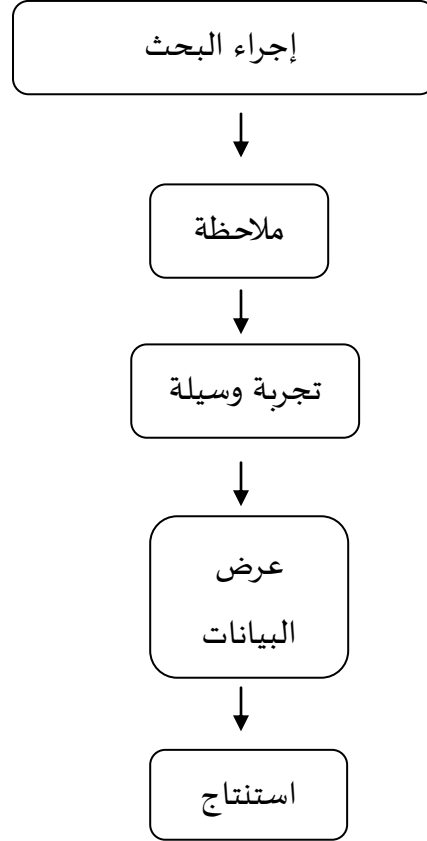 إجراء البحث
ملاحظة
تجربة وسيلة
عرض
البيانات
استنتاج